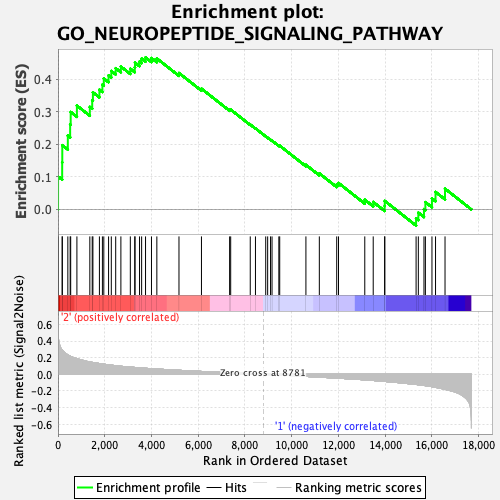 Enrichment plot:
GO_NEUROPEPTIDE_SIGNALING_PATHWAY
Enrichment score (ES)
0.4
0.3
0.2
0.1
0.0
'2' (positively correlated)
Ranked list metric (Signal2Noise)
0.6
0.4
0.2
0.0
-0.2
-0.4
-0.6
Zero cross at 8781
'1' (negatively correlated)
0
2,000
4,000
6,000
8,000
10,000
12,000
14,000
16,000
18,000
Rank in Ordered Dataset
Enrichment profile
Hits
Ranking metric scores